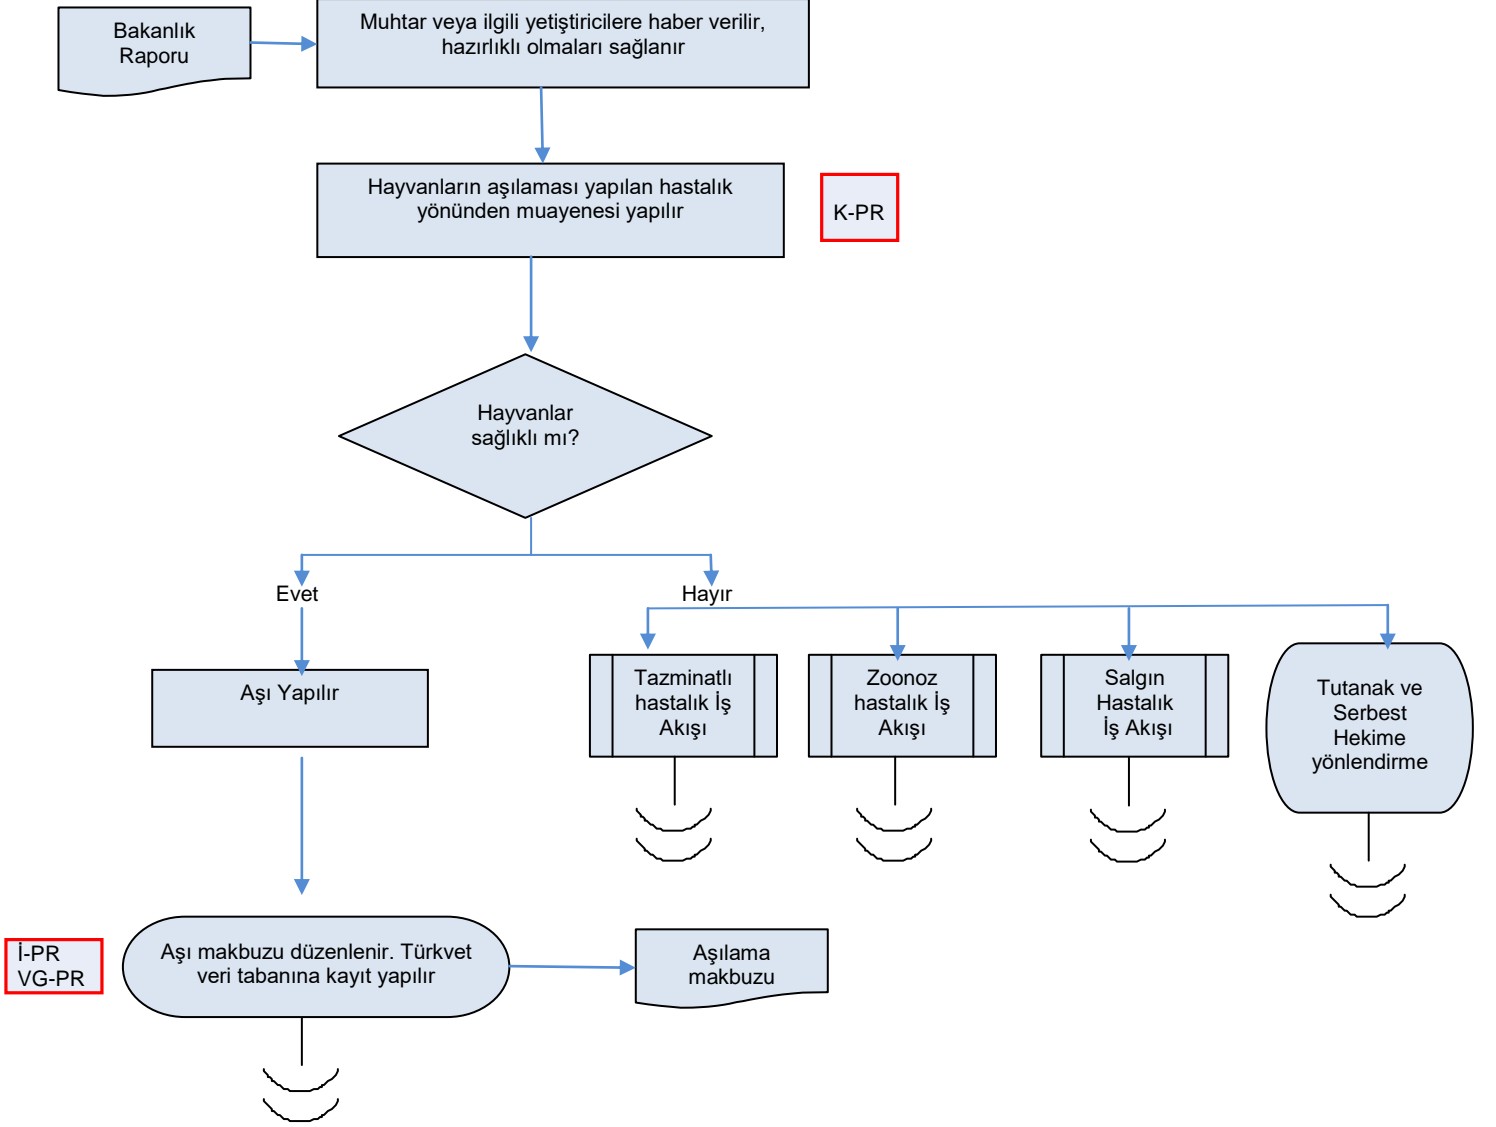 Bakanlık
Raporu
Muhtar veya ilgili yetiştiricilere haber verilir,
hazırlıklı olmaları sağlanır
Hayvanların aşılaması yapılan hastalık
yönünden muayenesi yapılır
K-PR
Hayvanlar
sağlıklı mı?
Evet
Hayır
Aşı Yapılır
Tazminatlı
hastalık İş
Akışı
Zoonoz
hastalık İş
Akışı
Salgın
Hastalık
İş Akışı
Tutanak ve
Serbest
Hekime
yönlendirme
İ-PR
VG-PR
Aşı makbuzu düzenlenir. Türkvet
veri tabanına kayıt yapılır
Aşılama
makbuzu